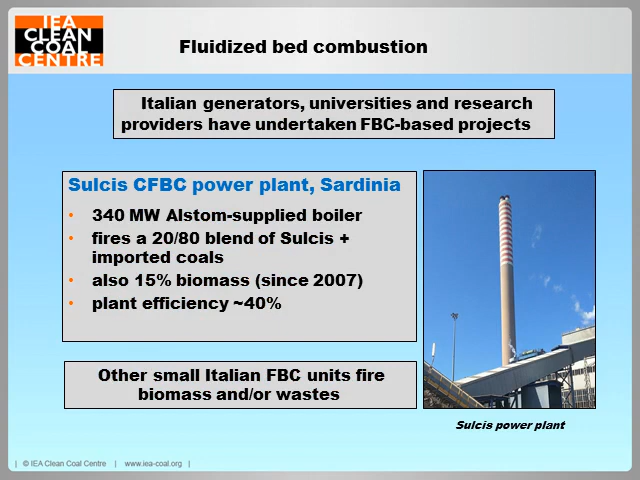 IEA
CLEAN
COAL
CENTRE
Fluidized bed combustion
Italian generators, universities and research
providers have undertaken FBC-based projects
Sulcis CFBC power plant, Sardinia
• 340 MW Alstom-supplied boiler
• fires a 20/80 blend of Sulcis +
imported coals
• also 15% biomass (since 2007)
• plant efficiency ~40%
Other small Italian FBC units fire
biomass and/or wastes
Sulcis power plant
| © IEA Clean Coal Centre | www.iea-coal.org |